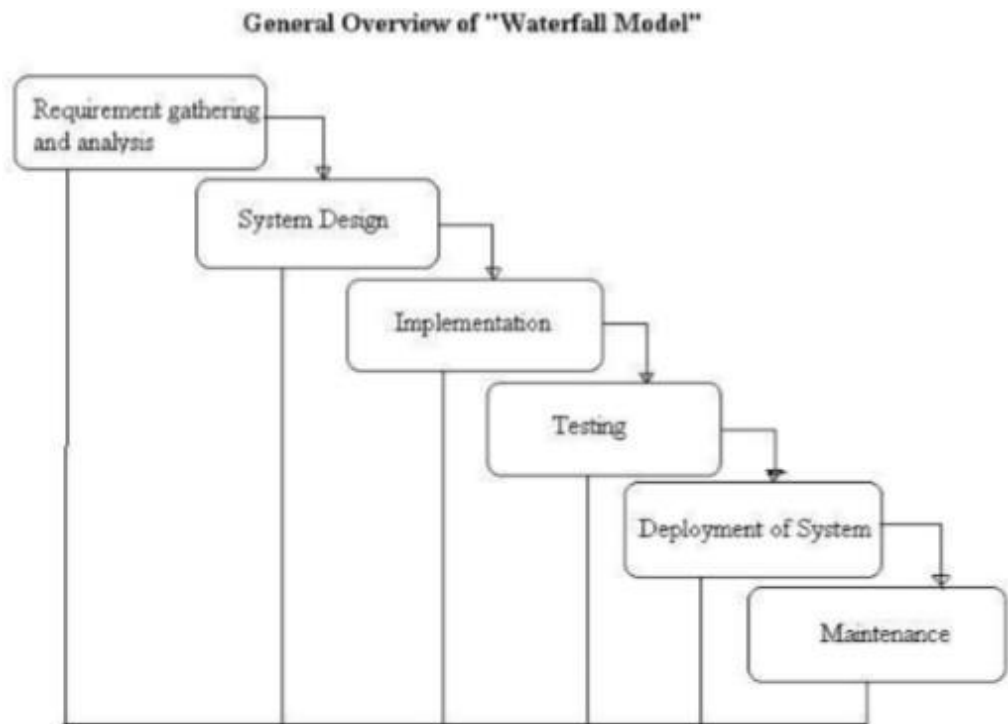 General Overview of "Waterfall Model"
Requirement gathering
and analysis
System Design
Implementation
Testing
Deployment of System
Maintenance